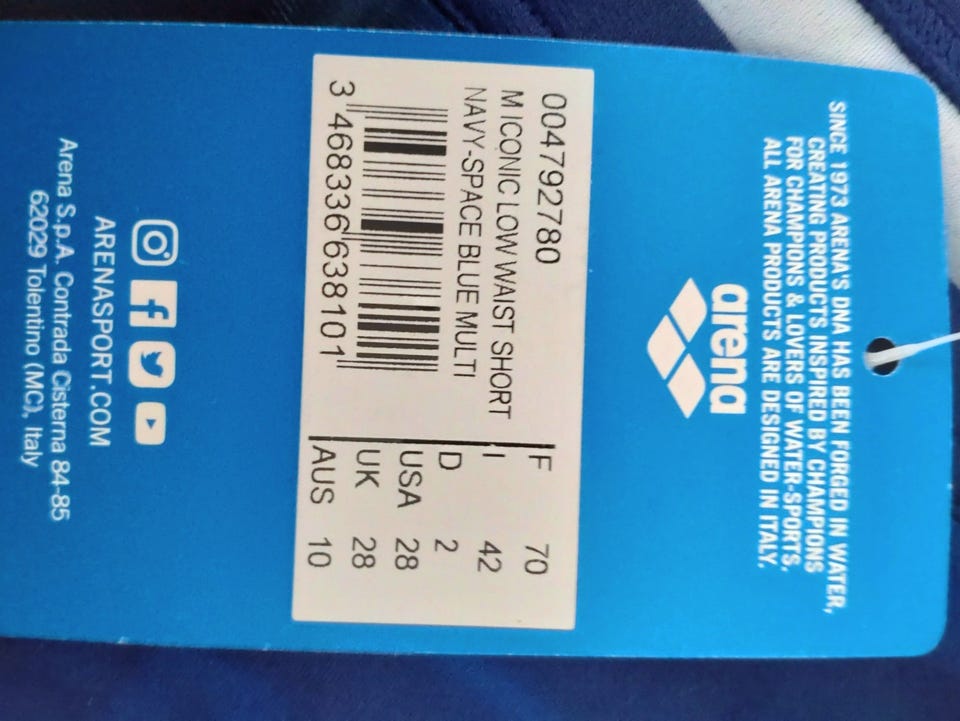 SINCE 1973 ARENA'S DNA HAS BEEN FORGED IN WATER,
CREATING PRODUCTS INSPIRED BY CHAMPIONS
FOR CHAMPIONS & LOVERS OF WATER-SPORTS.
ALL ARENA PRODUCTS ARE DESIGNED IN ITALY.
arena
004792780
M ICONIC LOW WAIST SHORT
NAVY-SPACE BLUE MULTI
3 468336 638101
F 70
I 42
D 2
USA 28
UK 28
AUS 10
ARENASPORT.COM
Arena S.p.A. Contrada Cisterna 84-85
62029 Tolentino (MC), Italy